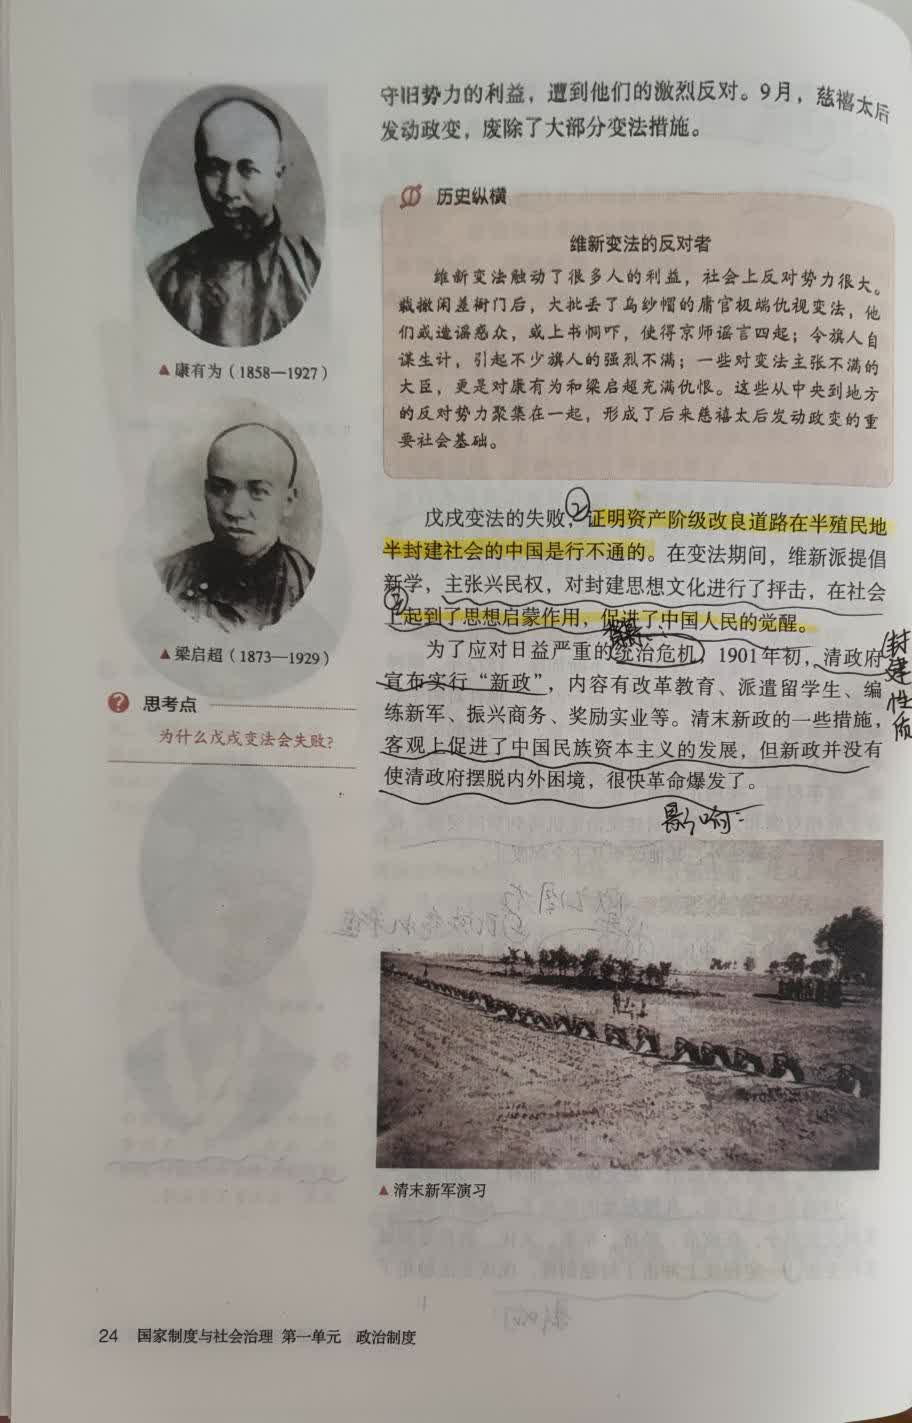 守旧势力的利益，遭到他们的激烈反对。9月，慈禧太后
发动政变，废除了大部分变法措施。
历史纵横
维新变法的反对者
维新变法触动了很多人的利益，社会上反对势力很大。
裁撤闲差衙门后，大批丢了乌纱帽的庸官极端仇视变法，他
们或造谣惑众，或上书恫吓，使得京师谣言四起；令旗人自
谋生计，引起不少旗人的强烈不满；一些对变法主张不满的
大臣，更是对康有为和梁启超充满仇恨。这些从中央到地方
的反对势力聚集在一起，形成了后来慈禧太后发动政变的重
要社会基础。
▲康有为（1858—1927）
▲梁启超（1873—1929）
思考点
为什么戊戌变法会失败？
戊戌变法的失败，②证明资产阶级改良道路在半殖民地
半封建社会的中国是行不通的。在变法期间，维新派提倡
新学，主张兴民权，对封建思想文化进行了抨击，在社会
上起到了思想启蒙作用，促进了中国人民的觉醒。
为了应对日益严重的统治危机，1901年初，清政府
宣布实行“新政”，内容有改革教育、派遣留学生、编
练新军、振兴商务、奖励实业等。清末新政的一些措施，
客观上促进了中国民族资本主义的发展，但新政并没有
使清政府摆脱内外困境，很快革命爆发了。
封建性质
影响：
▲清末新军演习
24 国家制度与社会治理 第一单元 政治制度